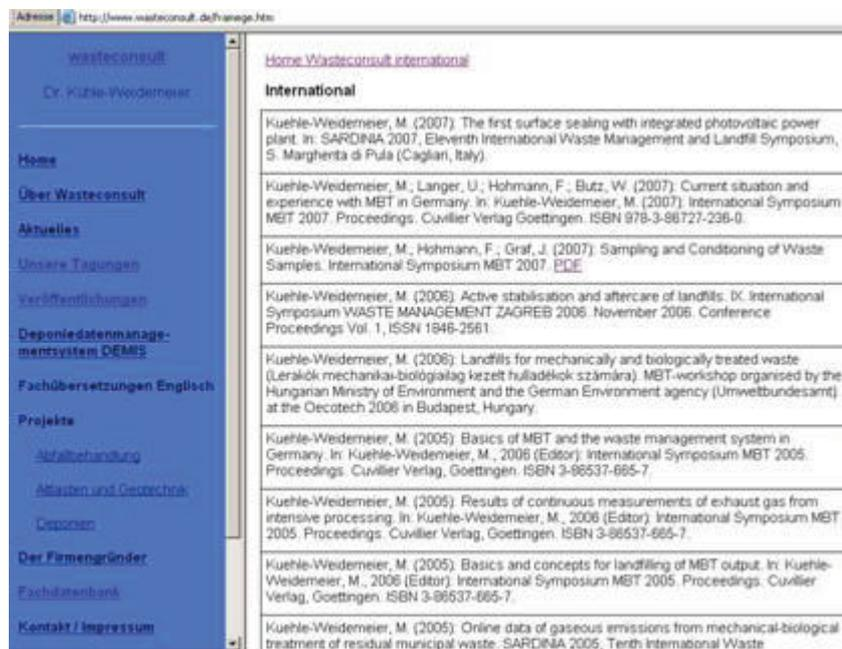 Adresse http://www.wasteconsult.de/framege.htm
wasteconsult
Dr. Kühle-Weidemeier
Home
Über Wasteconsult
Aktuelles
Unsere Tagungen
Veröffentlichungen
Deponiedatenmanage-
mentsystem DEMIS
Fachübersetzungen Englisch
Projekte
Abfallbehandlung
Altlasten und Geotechnik
Deponien
Der Firmengründer
Fachdatenbank
Kontakt / Impressum
Home Wasteconsult international
International
Kuehle-Weidemeier, M. (2007): The first surface sealing with integrated photovoltaic power
plant. In: SARDINIA 2007, Eleventh International Waste Management and Landfill Symposium,
S. Margherita di Pula (Cagliari, Italy).
Kuehle-Weidemeier, M.; Langer, U.; Hohmann, F.; Butz, W. (2007): Current situation and
experience with MBT in Germany. In: Kuehle-Weidemeier, M. (2007): International Symposium
MBT 2007. Proceedings. Cuvillier Verlag Goettingen. ISBN 978-3-86727-236-0.
Kuehle-Weidemeier, M.; Hohmann, F.; Graf, J. (2007): Sampling and Conditioning of Waste
Samples. International Symposium MBT 2007. PDF
Kuehle-Weidemeier, M. (2006): Active stabilisation and aftercare of landfills. IX. International
Symposium WASTE MANAGEMENT ZAGREB 2006. November 2006. Conference
Proceedings Vol. 1, ISSN 1846-2561.
Kuehle-Weidemeier, M. (2006): Landfills for mechanically and biologically treated waste
(Lerakók mechanikai-biológiailag kezelt hulladékok számára). MBT-workshop organised by the
Hungarian Ministry of Environment and the German Environment agency (Umweltbundesamt)
at the Oecotech 2006 in Budapest, Hungary.
Kuehle-Weidemeier, M. (2005): Basics of MBT and the waste management system in
Germany. In: Kuehle-Weidemeier, M., 2006 (Editor): International Symposium MBT 2005.
Proceedings. Cuvillier Verlag, Goettingen. ISBN 3-86537-665-7.
Kuehle-Weidemeier, M. (2005): Results of continuous measurements of exhaust gas from
intensive processing. In: Kuehle-Weidemeier, M., 2006 (Editor): International Symposium MBT
2005. Proceedings. Cuvillier Verlag, Goettingen. ISBN 3-86537-665-7.
Kuehle-Weidemeier, M. (2005): Basics and concepts for landfilling of MBT output. In: Kuehle-
Weidemeier, M., 2006 (Editor): International Symposium MBT 2005. Proceedings. Cuvillier
Verlag, Goettingen. ISBN 3-86537-665-7.
Kuehle-Weidemeier, M. (2005): Online data of gaseous emissions from mechanical-biological
treatment of residual municipal waste. SARDINIA 2005, Tenth International Waste